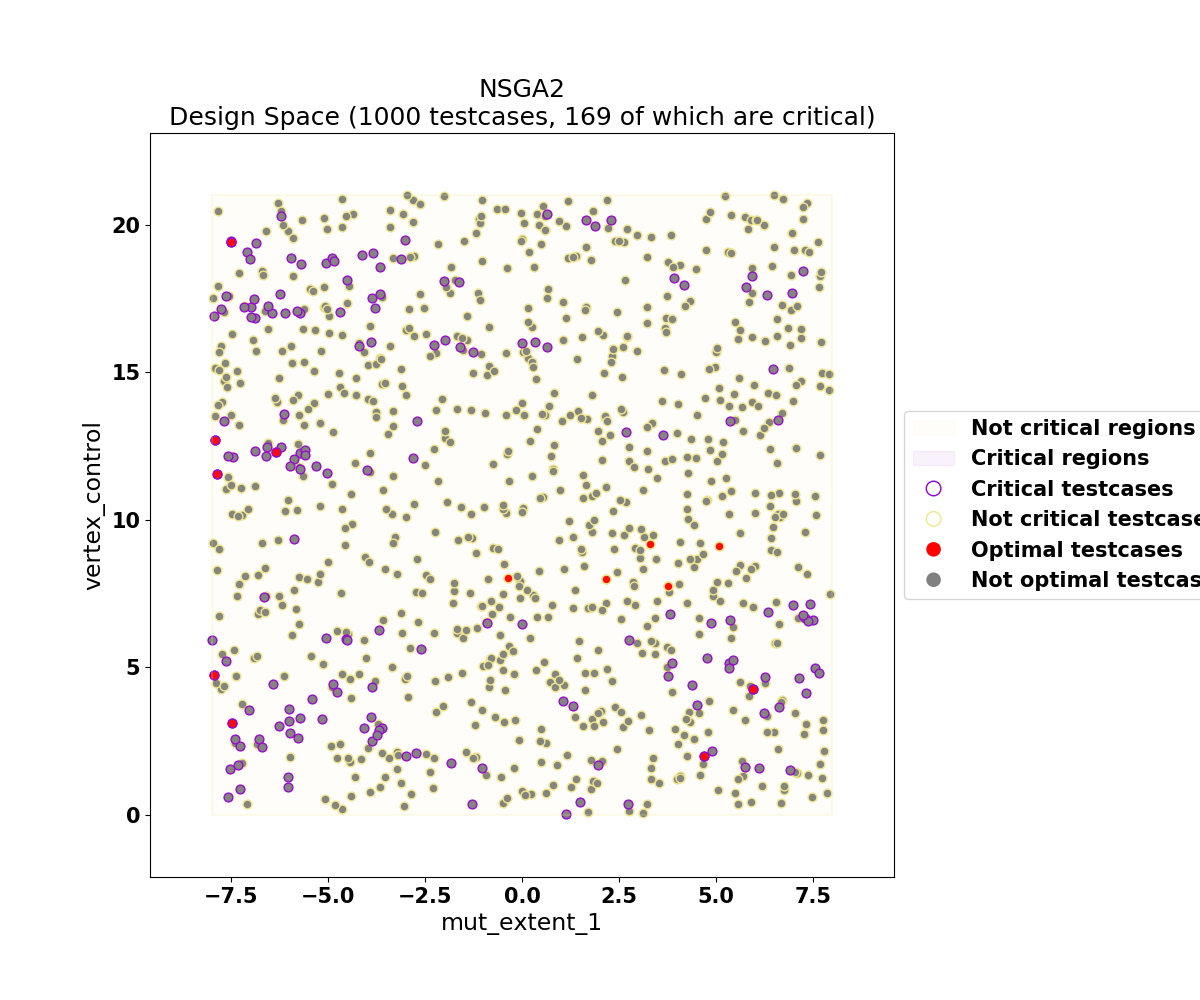 NSGA2
Design Space (1000 testcases, 169 of which are critical)
20
15
10
5
0
vertex_control
−7.5
−5.0
−2.5
0.0
2.5
5.0
7.5
mut_extent_1
Not critical regions
Critical regions
Critical testcases
Not critical testcase
Optimal testcases
Not optimal testcas